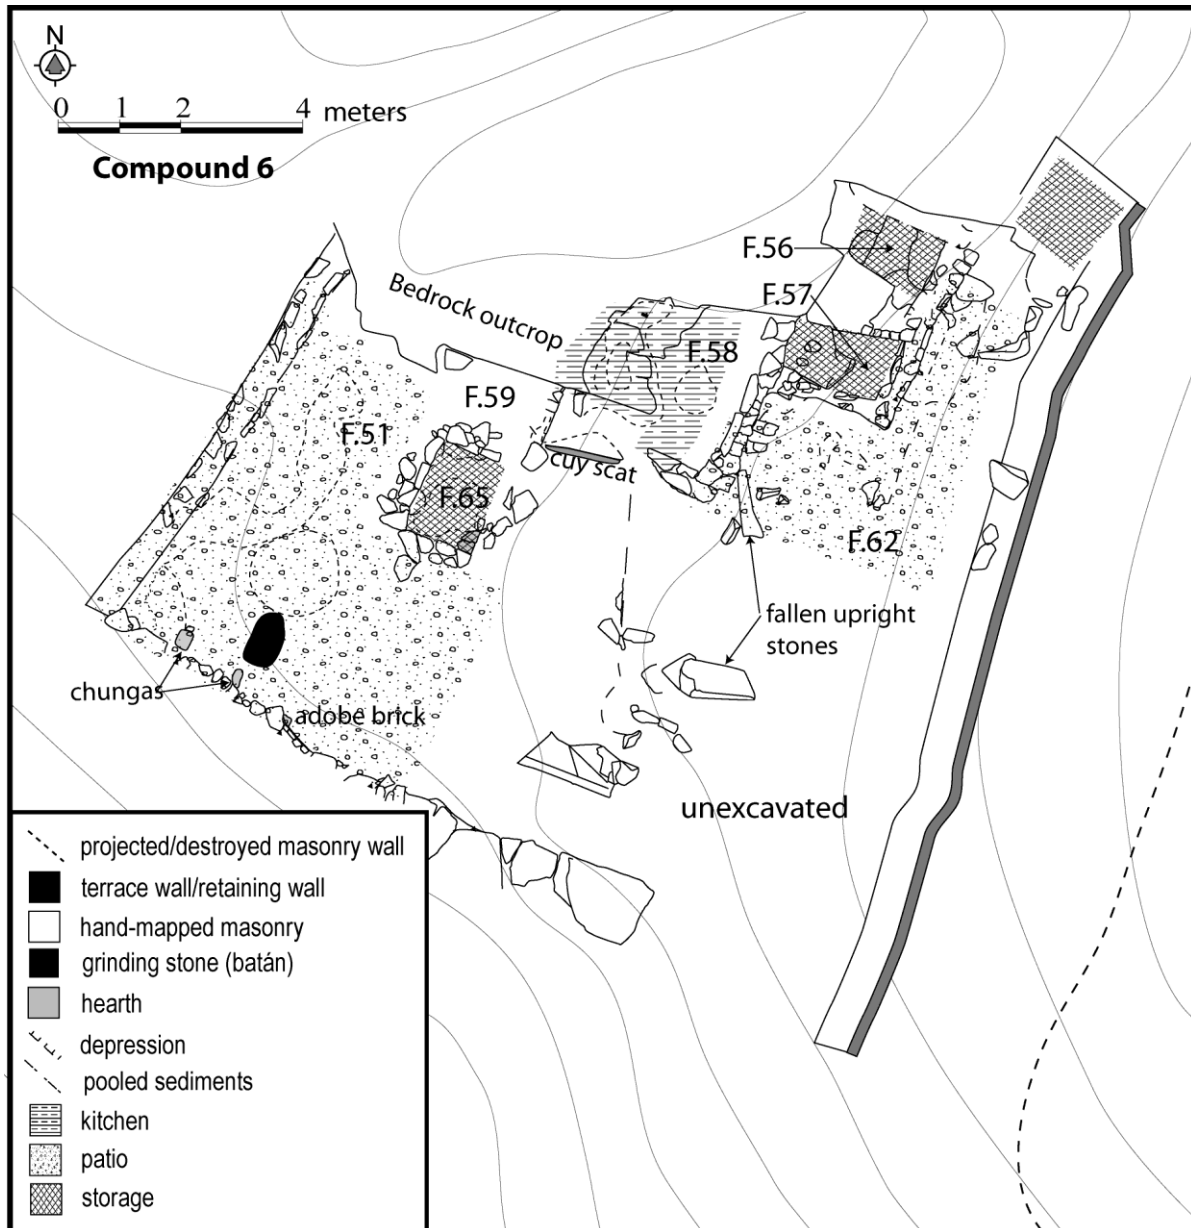 N
0 1 2 4 meters
Compound 6
F.56
F.57
Bedrock outcrop
F.58
F.59
F.51
cuy scat
F.65
F.62
fallen upright
stones
chungas
adobe brick
unexcavated
projected/destroyed masonry wall
terrace wall/retaining wall
hand-mapped masonry
grinding stone (batán)
hearth
depression
pooled sediments
kitchen
patio
storage